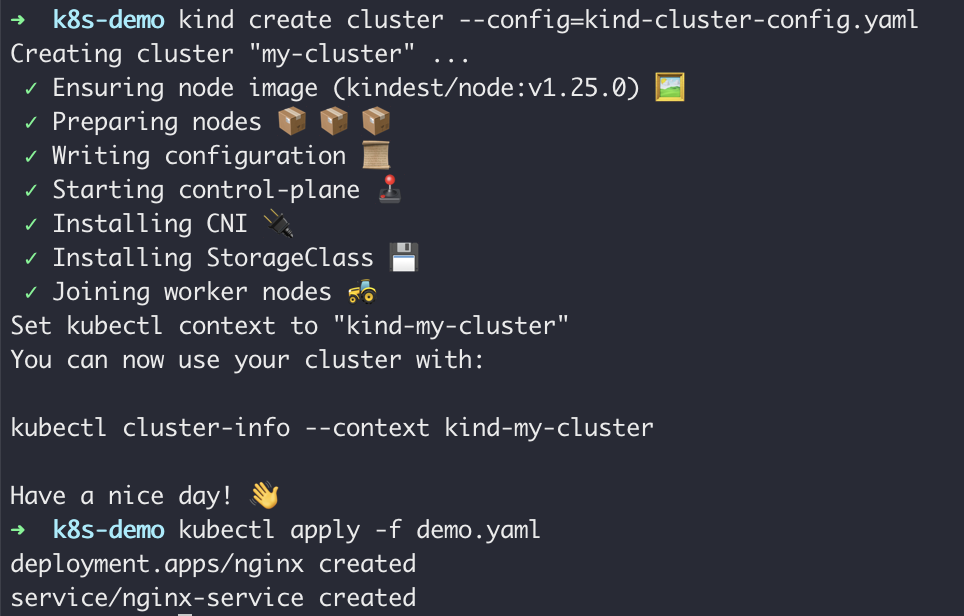 ➜  k8s-demo kind create cluster --config=kind-cluster-config.yaml
Creating cluster "my-cluster" ...
 ✓ Ensuring node image (kindest/node:v1.25.0) 🖼
 ✓ Preparing nodes 📦 📦 📦
 ✓ Writing configuration 📜
 ✓ Starting control-plane 🕹️
 ✓ Installing CNI 🔌
 ✓ Installing StorageClass 💾
 ✓ Joining worker nodes 🚜
Set kubectl context to "kind-my-cluster"
You can now use your cluster with:

kubectl cluster-info --context kind-my-cluster

Have a nice day! 👋
➜  k8s-demo kubectl apply -f demo.yaml
deployment.apps/nginx created
service/nginx-service created